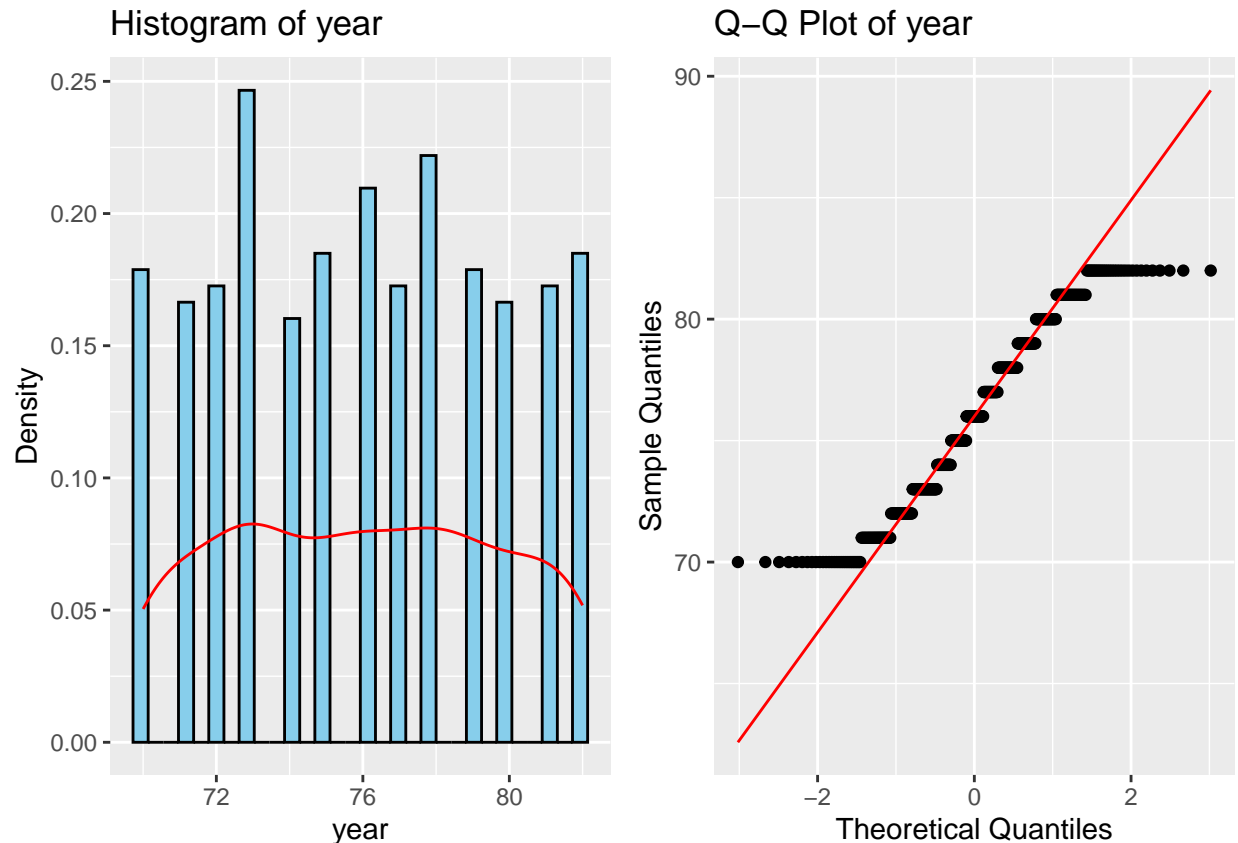 Histogram of year
0.25
0.20
0.15
0.10
0.05
0.00
Density
72 76 80
year
Q−Q Plot of year
90
80
70
Sample Quantiles
−2 0 2
Theoretical Quantiles